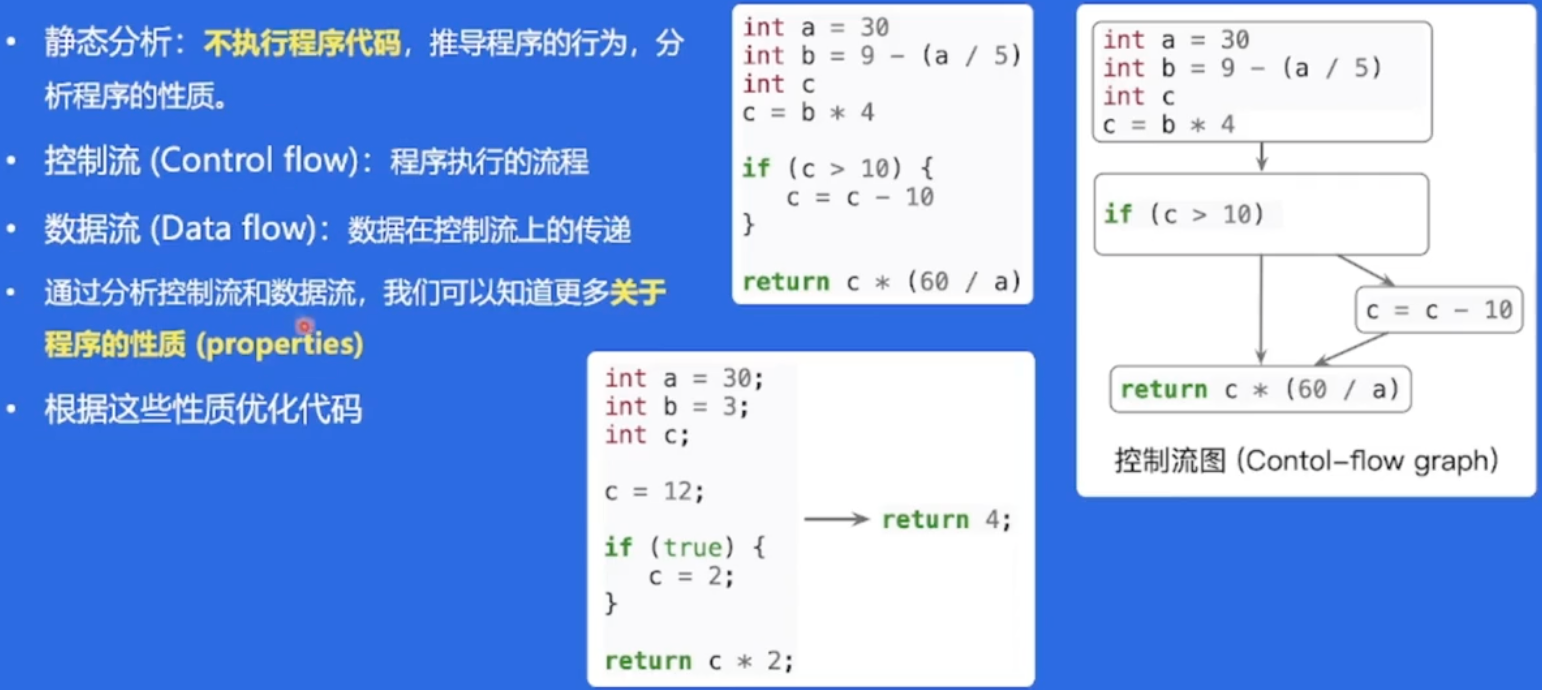 • 静态分析：不执行程序代码，推导程序的行为，分
析程序的性质。
• 控制流 (Control flow)：程序执行的流程
• 数据流 (Data flow)：数据在控制流上的传递
• 通过分析控制流和数据流，我们可以知道更多关于
程序的性质 (properties)
• 根据这些性质优化代码
int a = 30
int b = 9 - (a / 5)
int c
c = b * 4
if (c > 10) {
c = c - 10
}
return c * (60 / a)
int a = 30;
int b = 3;
int c;
c = 12;
if (true) {
c = 2;
}
return c * 2;
return 4;
int a = 30
int b = 9 - (a / 5)
int c
c = b * 4
if (c > 10)
c = c - 10
return c * (60 / a)
控制流图 (Contol-flow graph)